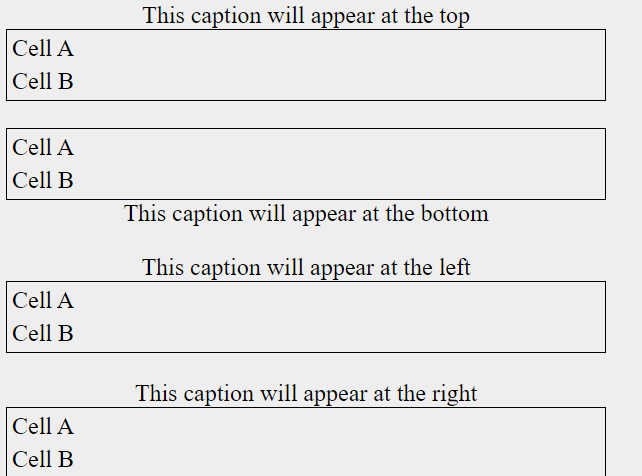 This caption will appear at the top
Cell A
Cell B
Cell A
Cell B
This caption will appear at the bottom
This caption will appear at the left
Cell A
Cell B
This caption will appear at the right
Cell A
Cell B